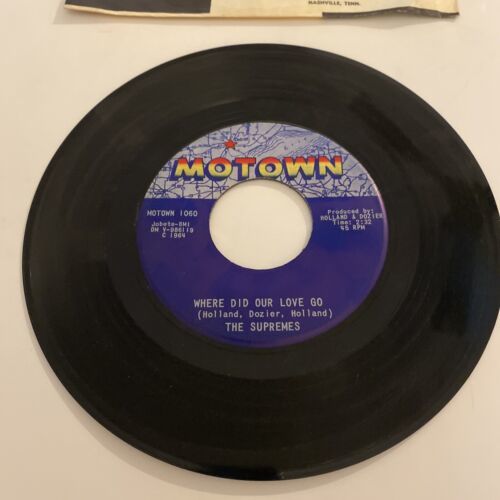 NASHVILLE, TENN.
MOTOWN
MOTOWN 1060
Jobete-BMI
DM V-986119
C 1964
Produced by:
HOLLAND & DOZIER
Time: 2:32
45 RPM
WHERE DID OUR LOVE GO
(Holland, Dozier, Holland)
THE SUPREMES